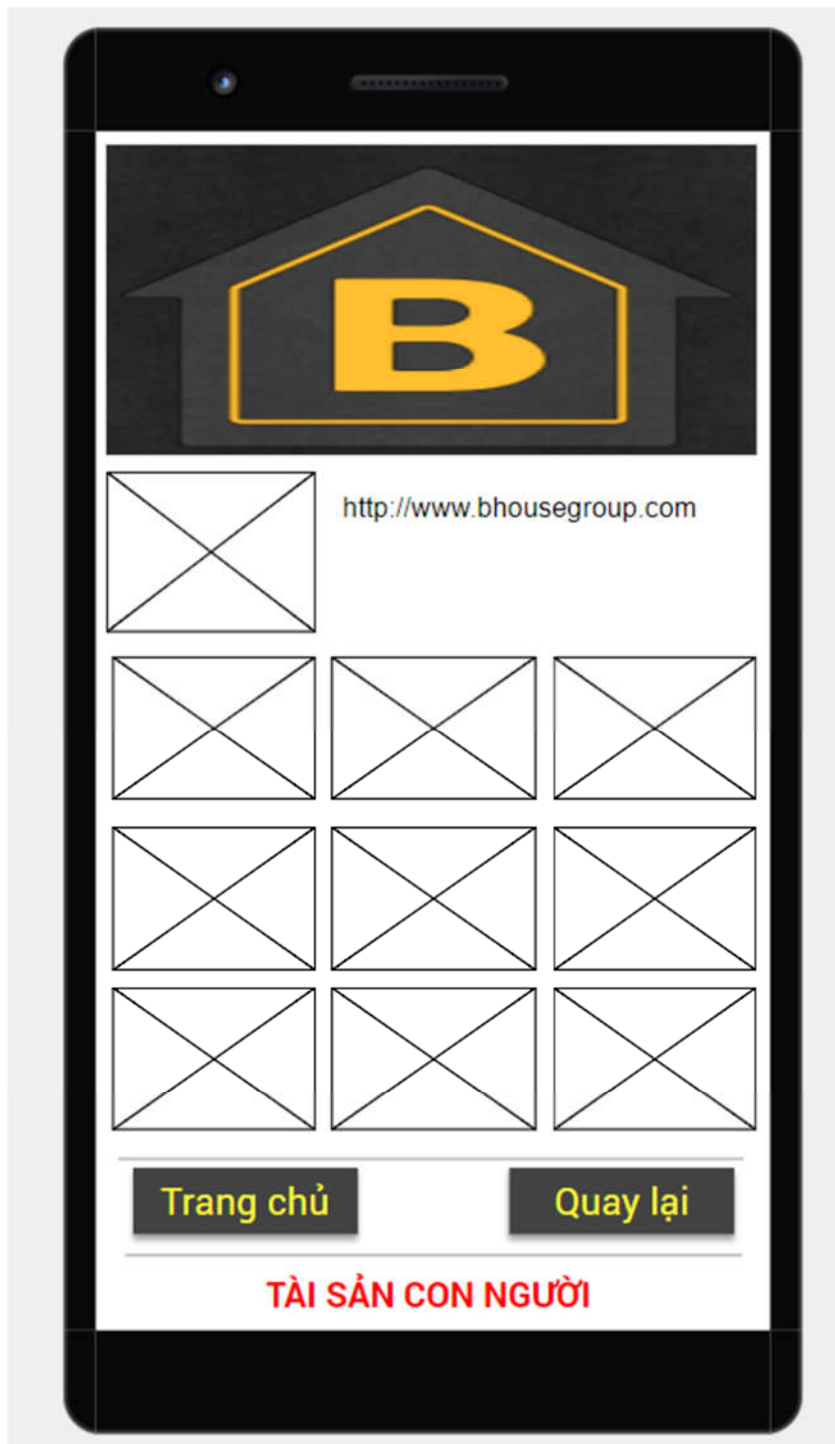 B
http://www.bhousegroup.com
Trang chủ
Quay lại
TÀI SẢN CON NGƯỜI